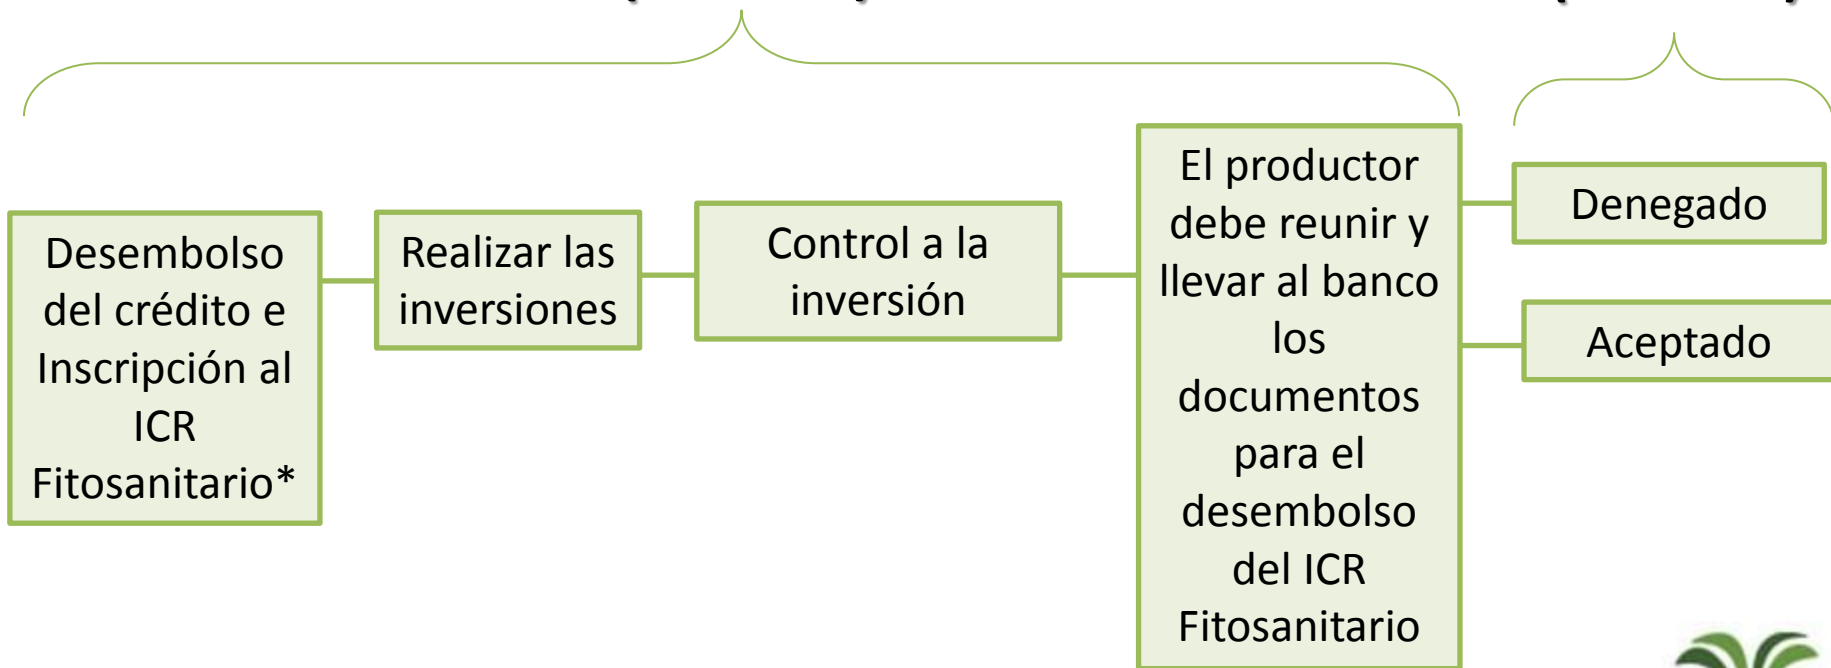 Desembolso
del crédito e
Inscripción al
ICR
Fitosanitario*
Realizar las
inversiones
Control a la
inversión
El productor
debe reunir y
llevar al banco
los
documentos
para el
desembolso
del ICR
Fitosanitario
Denegado
Aceptado